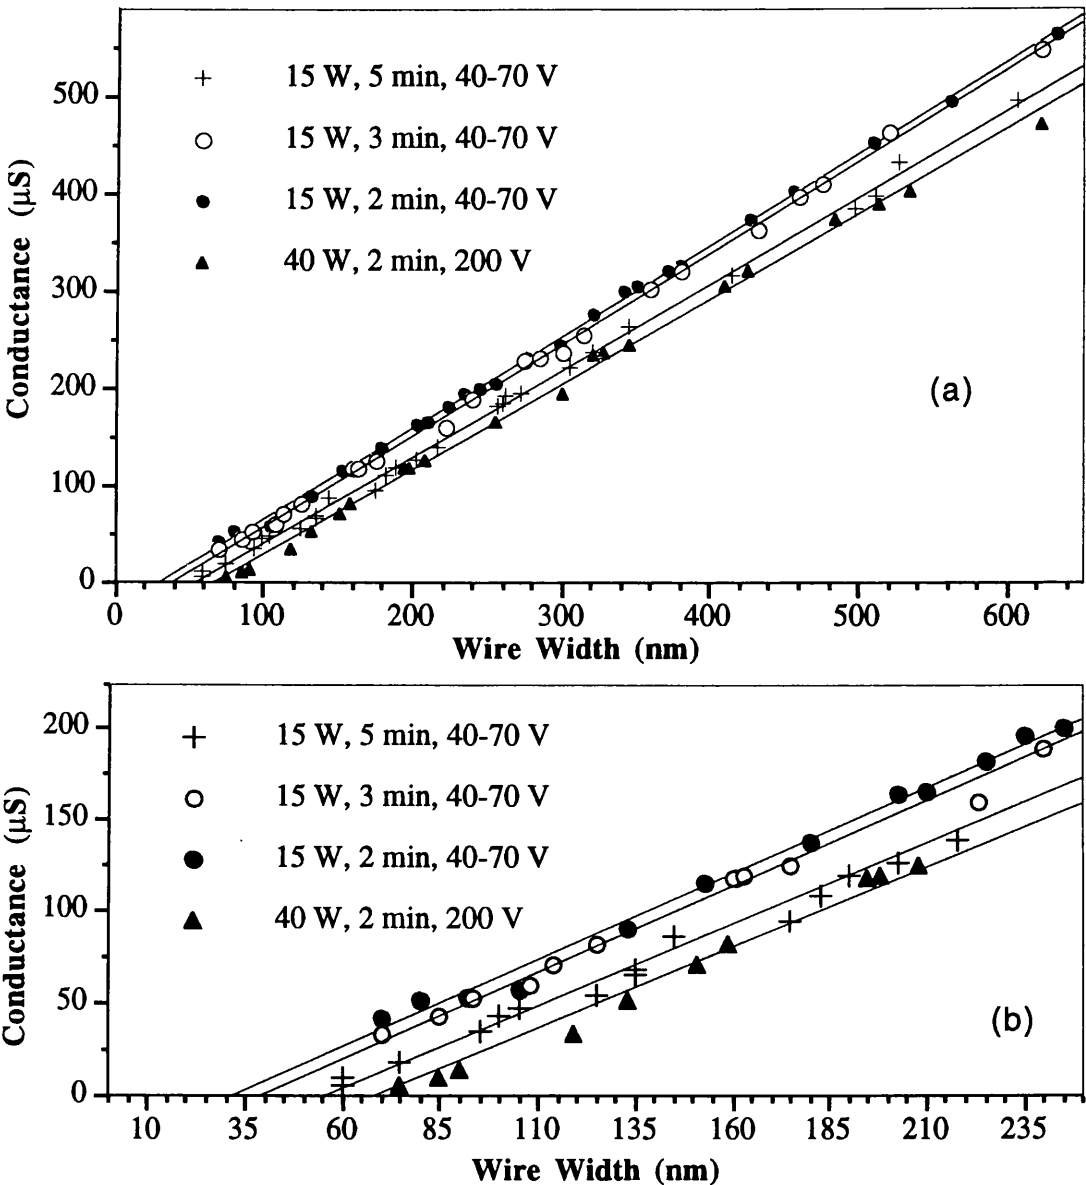 500
400
300
200
100
0
Conductance (µS)
15 W, 5 min, 40-70 V
15 W, 3 min, 40-70 V
15 W, 2 min, 40-70 V
40 W, 2 min, 200 V
(a)
0 100 200 300 400 500 600
Wire Width (nm)
200
150
100
50
0
Conductance (µS)
15 W, 5 min, 40-70 V
15 W, 3 min, 40-70 V
15 W, 2 min, 40-70 V
40 W, 2 min, 200 V
(b)
10 35 60 85 110 135 160 185 210 235
Wire Width (nm)